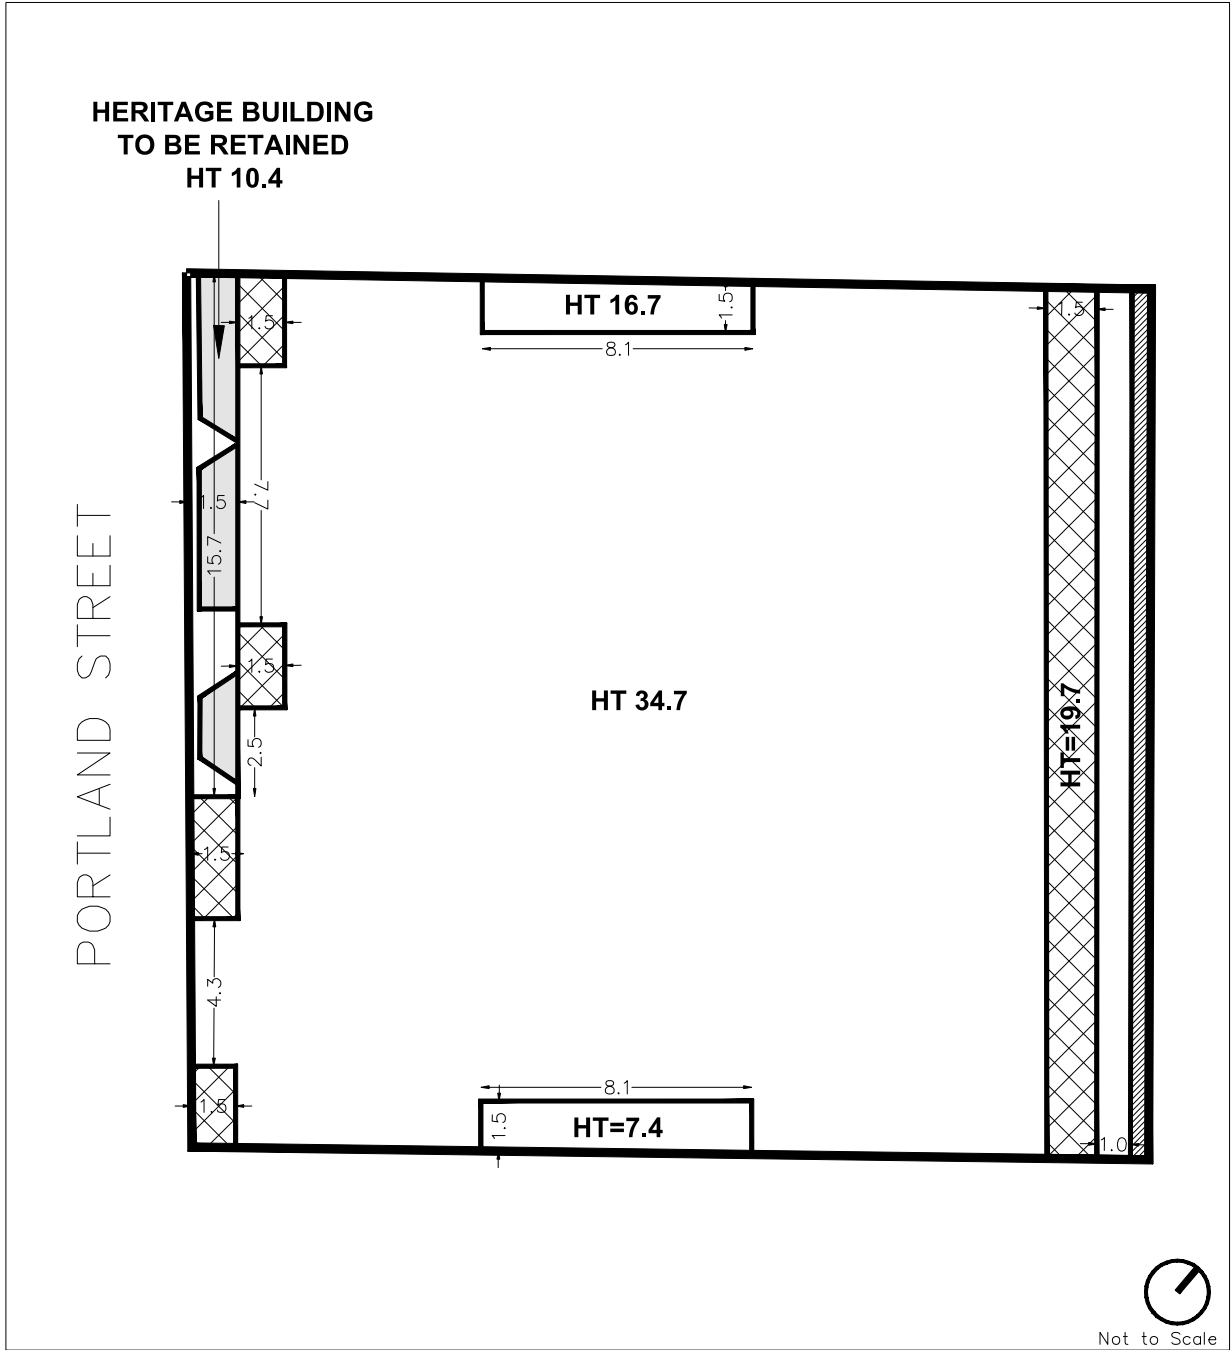 HERITAGE BUILDING
TO BE RETAINED
HT 10.4
HT 16.7
1.5
1.5
1.5
8.1
7.7
1.5
15.7
PORTLAND STREET
1.5
HT 34.7
HT=19.7
2.5
1.5
4.3
8.1
1.5
1.5
HT=7.4
1.0
Not to Scale